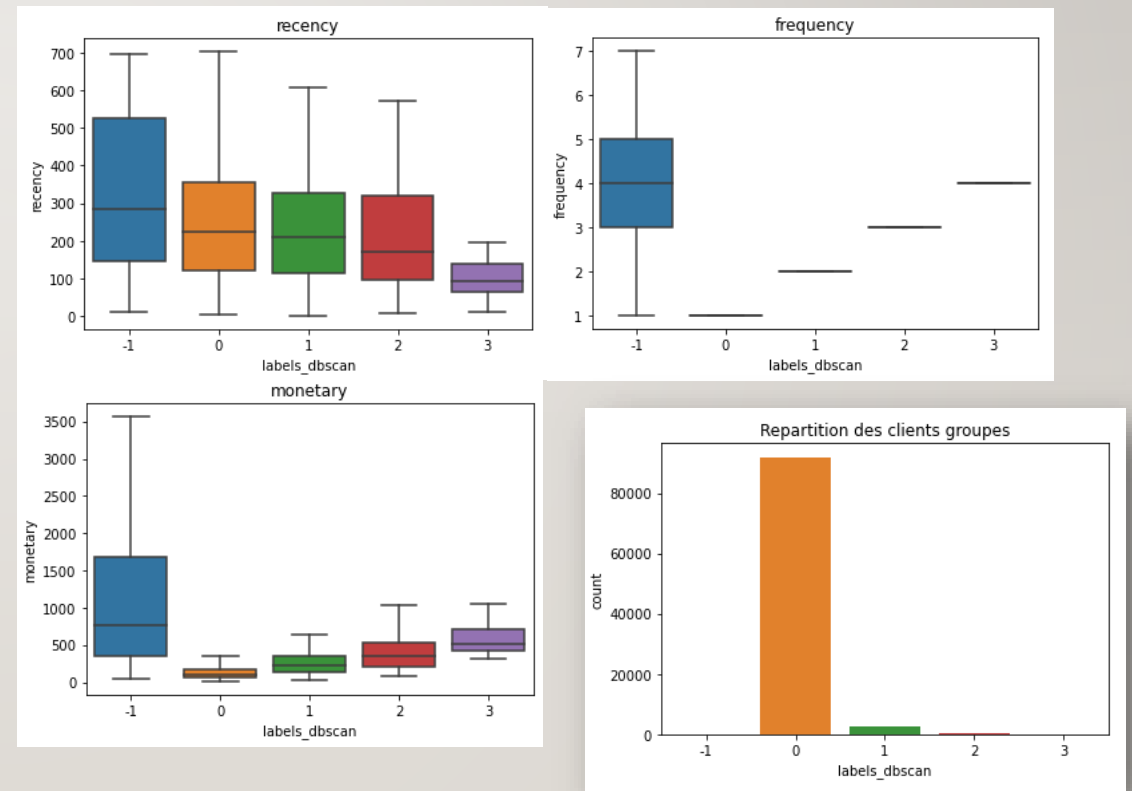 recency
700
600
500
400
300
200
100
0
recency
-1 0 1 2 3
labels_dbscan
frequency
7
6
5
4
3
2
1
frequency
-1 0 1 2 3
labels_dbscan
monetary
3500
3000
2500
2000
1500
1000
500
0
monetary
-1 0 1 2 3
labels_dbscan
Repartition des clients groupes
80000
60000
40000
20000
0
count
-1 0 1 2 3
labels_dbscan